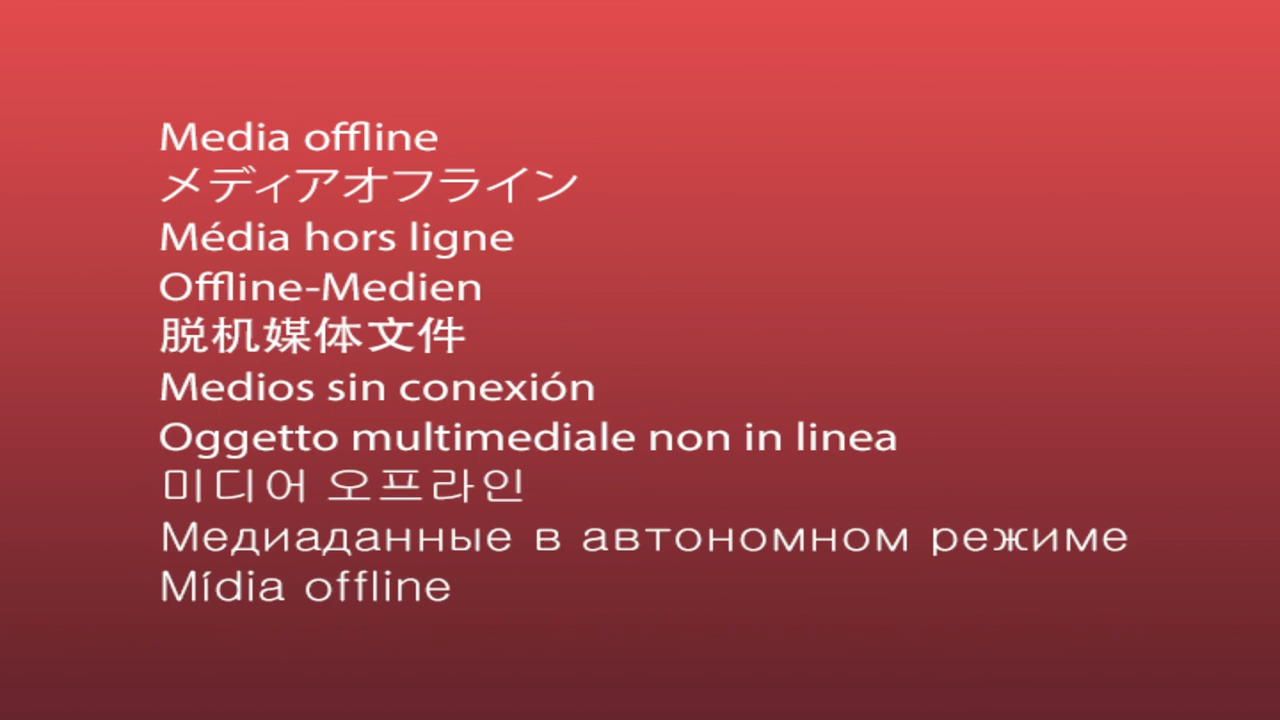 Media offline
メディアオフライン
Média hors ligne
Offline-Medien
脱机媒体文件
Medios sin conexión
Oggetto multimediale non in linea
미디어 오프라인
Медиаданные в автономном режиме
Mídia offline